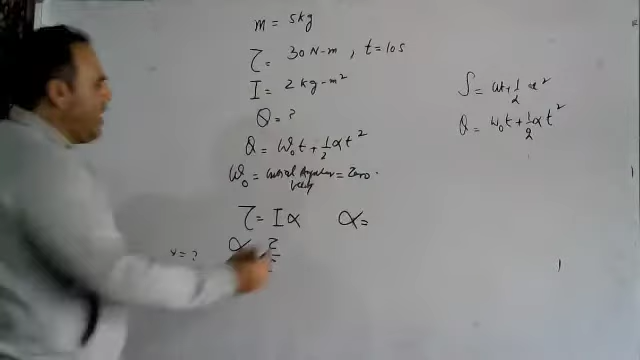 m = 5kg
τ = 30 N-m , t = 10s
I = 2 kg-m²
θ = ?
θ = ω₀t + ½αt²
ω₀ = initial Angular = Zero.
τ = Iα α =
α
x = ?
S = ut + ½at²
θ = ω₀t + ½αt²